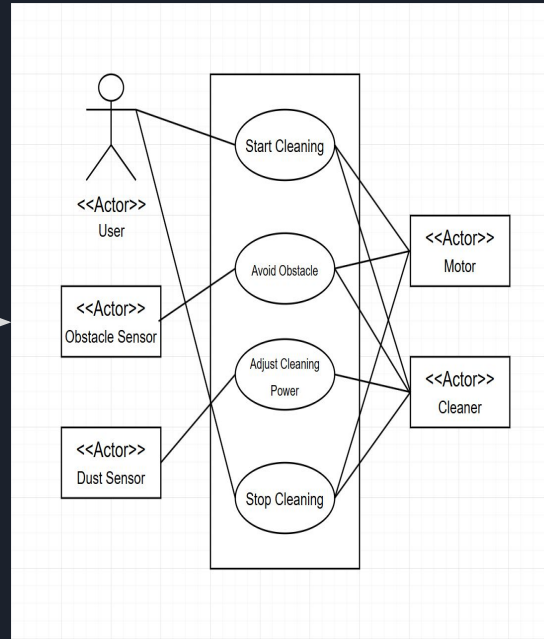 <<Actor>>
User
<<Actor>>
Obstacle Sensor
<<Actor>>
Dust Sensor
Start Cleaning
Avoid Obstacle
Adjust Cleaning
Power
Stop Cleaning
<<Actor>>
Motor
<<Actor>>
Cleaner